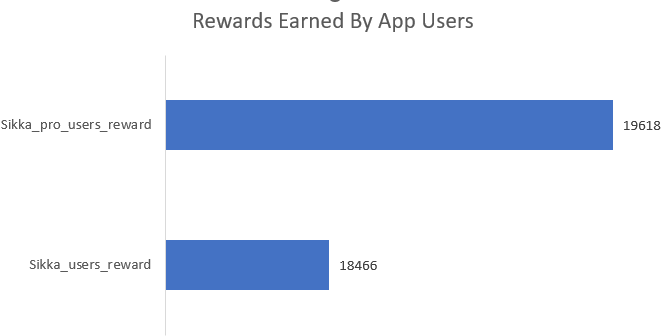 Rewards Earned By App Users
Sikka_pro_users_reward
19618
Sikka_users_reward
18466